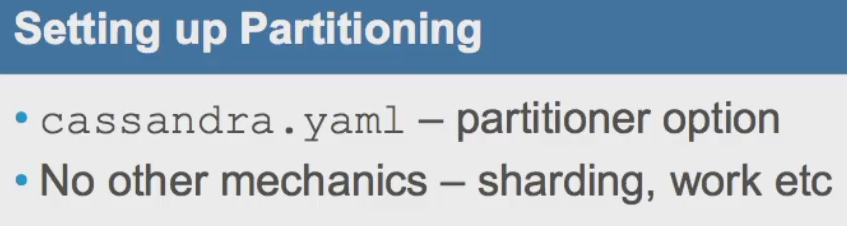 Setting up Partitioning
• cassandra.yaml – partitioner option
• No other mechanics – sharding, work etc